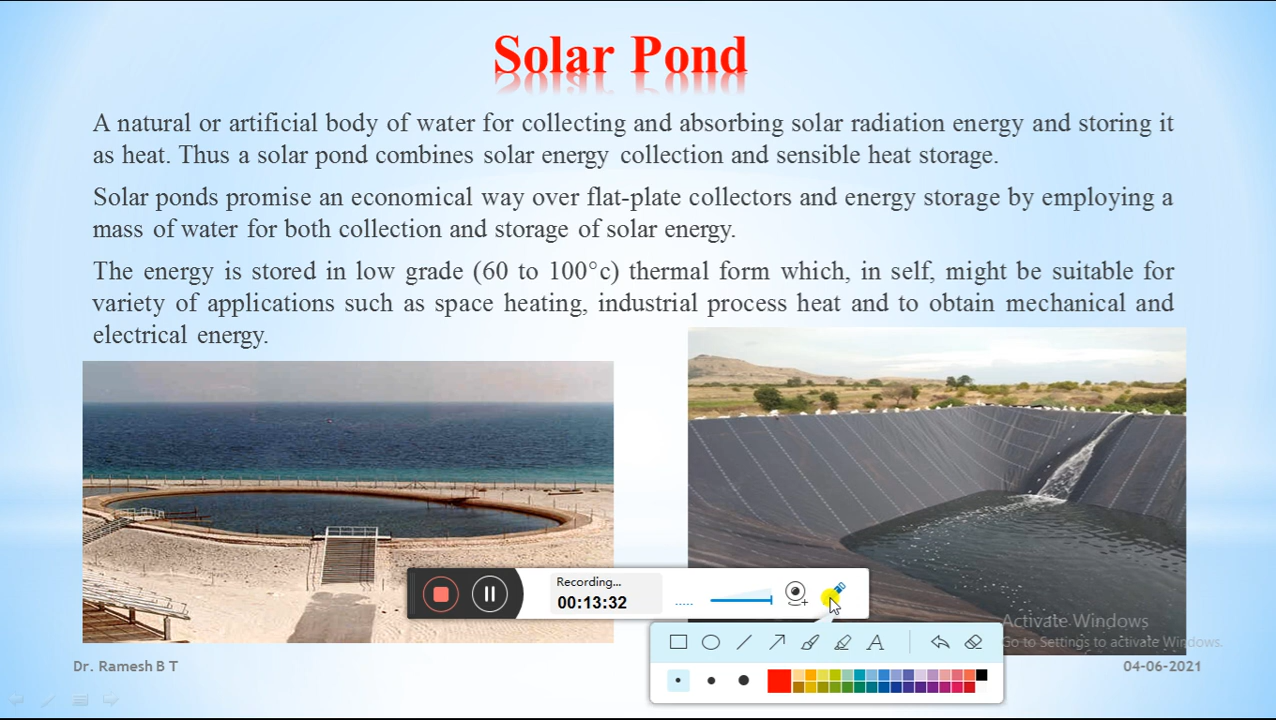 Solar Pond
A natural or artificial body of water for collecting and absorbing solar radiation energy and storing it
as heat. Thus a solar pond combines solar energy collection and sensible heat storage.
Solar ponds promise an economical way over flat-plate collectors and energy storage by employing a
mass of water for both collection and storage of solar energy.
The energy is stored in low grade (60 to 100°c) thermal form which, in self, might be suitable for
variety of applications such as space heating, industrial process heat and to obtain mechanical and
electrical energy.
Recording...
00:13:32
A
Activate Windows
Go to Settings to activate Windows.
Dr. Ramesh B T
04-06-2021